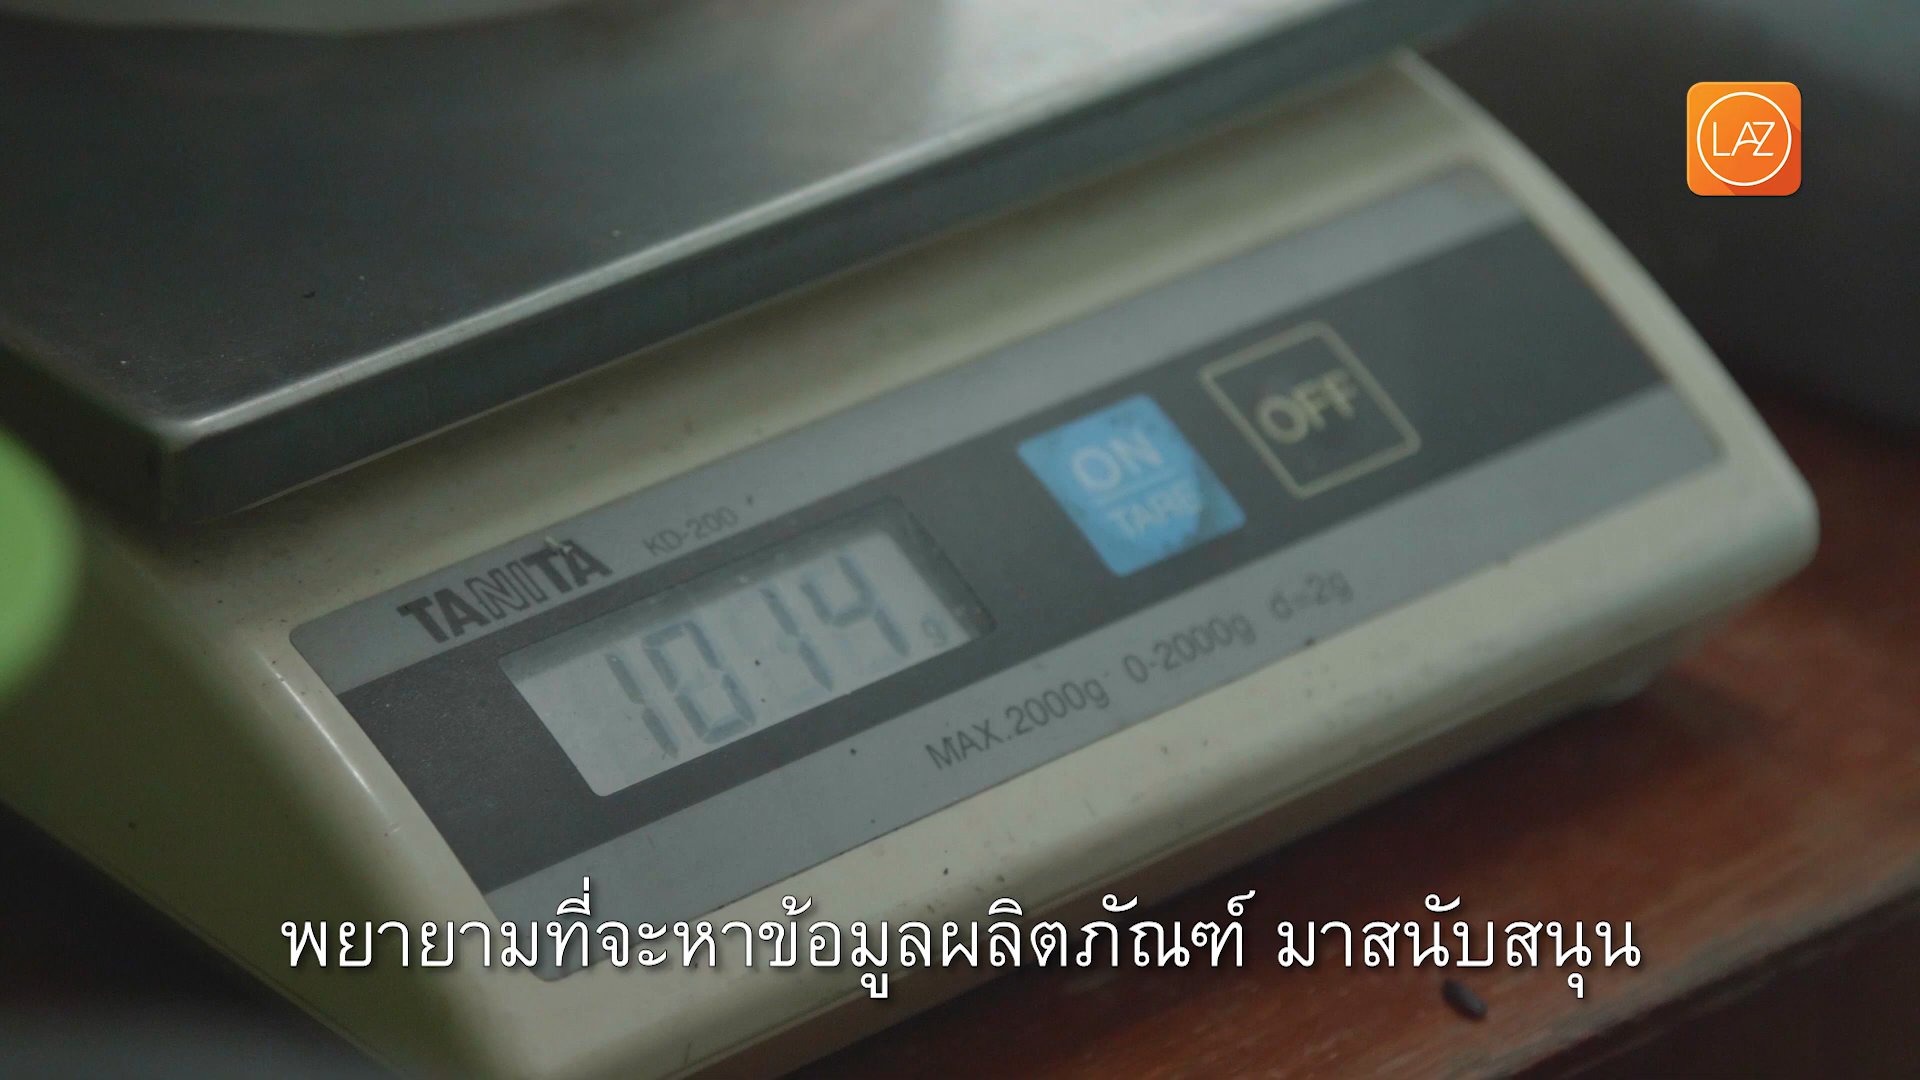 LAZ
TANITA KD-200
1014 g
ON
TARE
OFF
MAX.2000g 0-2000g d=2g
พยายามที่จะหาข้อมูลผลิตภัณฑ์ มาสนับสนุน